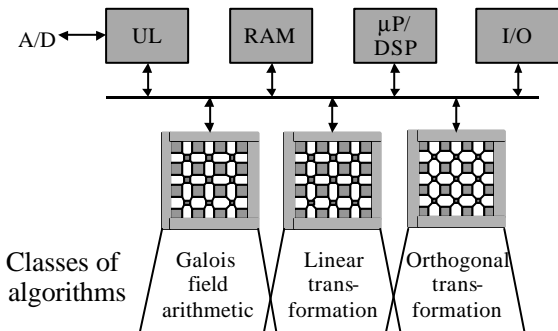 A/D
UL
RAM
μP/
DSP
I/O
Classes of
algorithms
Galois
field
arithmetic
Linear
trans-
formation
Orthogonal
trans-
formation